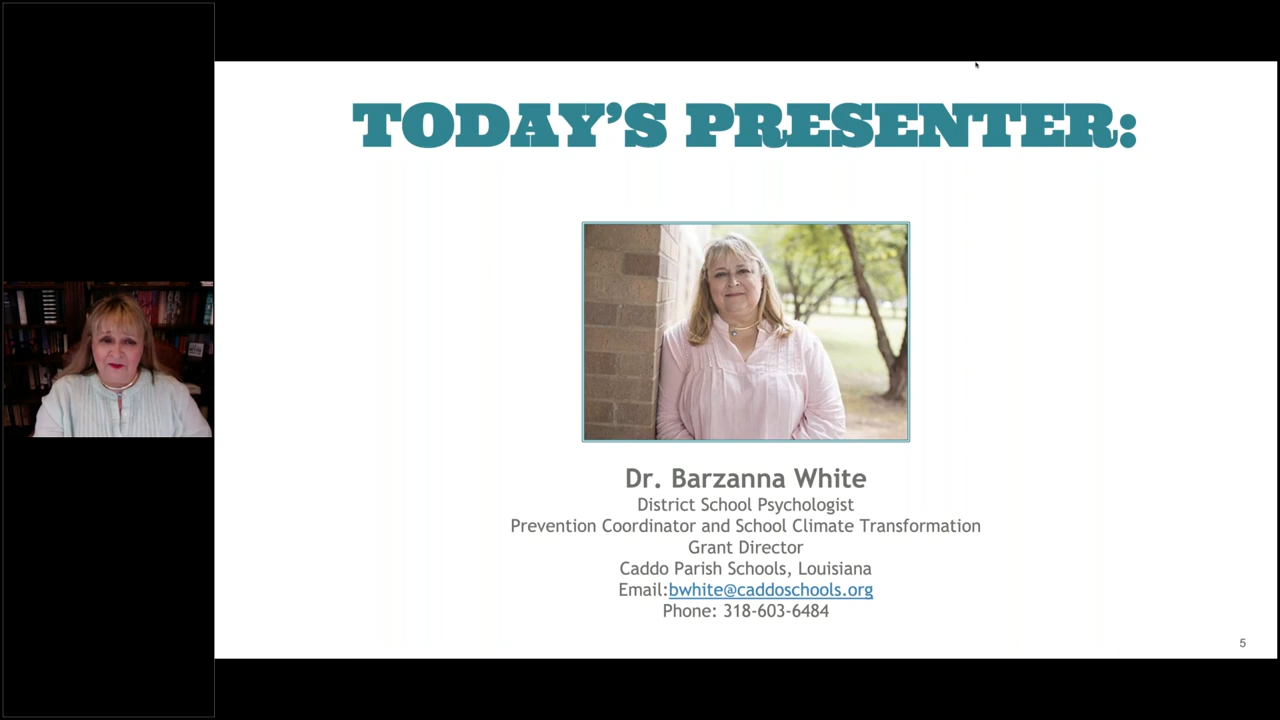 TODAY'S PRESENTER:
Dr. Barzanna White
District School Psychologist
Prevention Coordinator and School Climate Transformation
Grant Director
Caddo Parish Schools, Louisiana
Email:bwhite@caddoschools.org
Phone: 318-603-6484
5